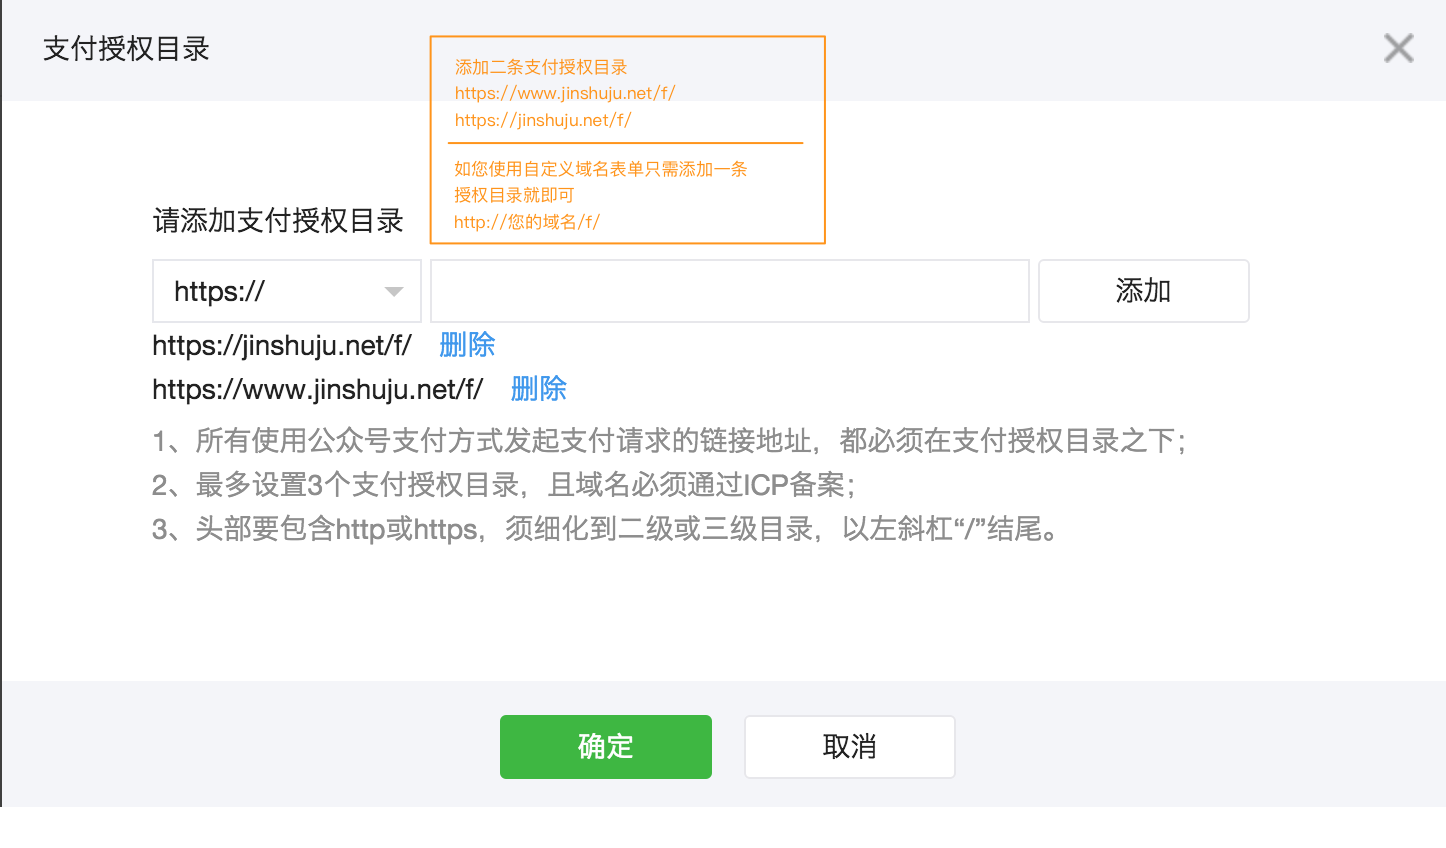 支付授权目录
添加二条支付授权目录
https://www.jinshuju.net/f/
https://jinshuju.net/f/
如您使用自定义域名表单只需添加一条
授权目录就即可
http://您的域名/f/
请添加支付授权目录
https://
添加
https://jinshuju.net/f/ 删除
https://www.jinshuju.net/f/ 删除
1、所有使用公众号支付方式发起支付请求的链接地址，都必须在支付授权目录之下；
2、最多设置3个支付授权目录，且域名必须通过ICP备案；
3、头部要包含http或https，须细化到二级或三级目录，以左斜杠“/”结尾。
确定
取消